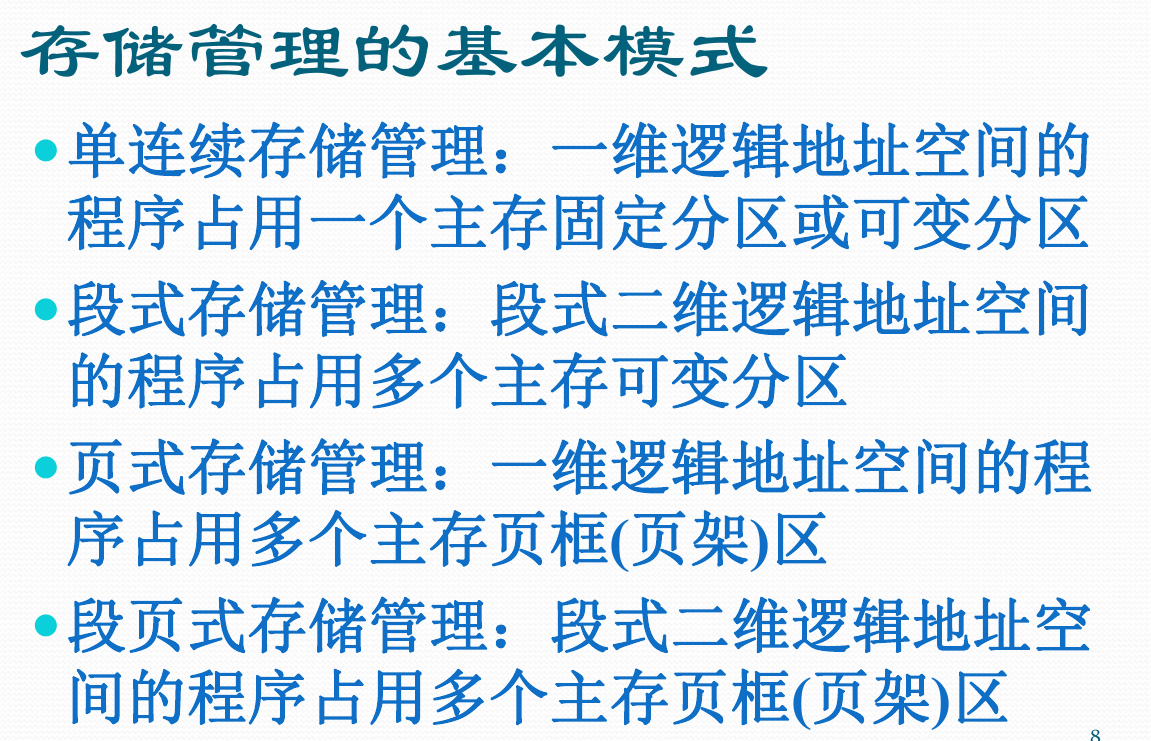 存储管理的基本模式
•单连续存储管理：一维逻辑地址空间的
程序占用一个主存固定分区或可变分区
•段式存储管理：段式二维逻辑地址空间
的程序占用多个主存可变分区
•页式存储管理：一维逻辑地址空间的程
序占用多个主存页框(页架)区
•段页式存储管理：段式二维逻辑地址空
间的程序占用多个主存页框(页架)区
8